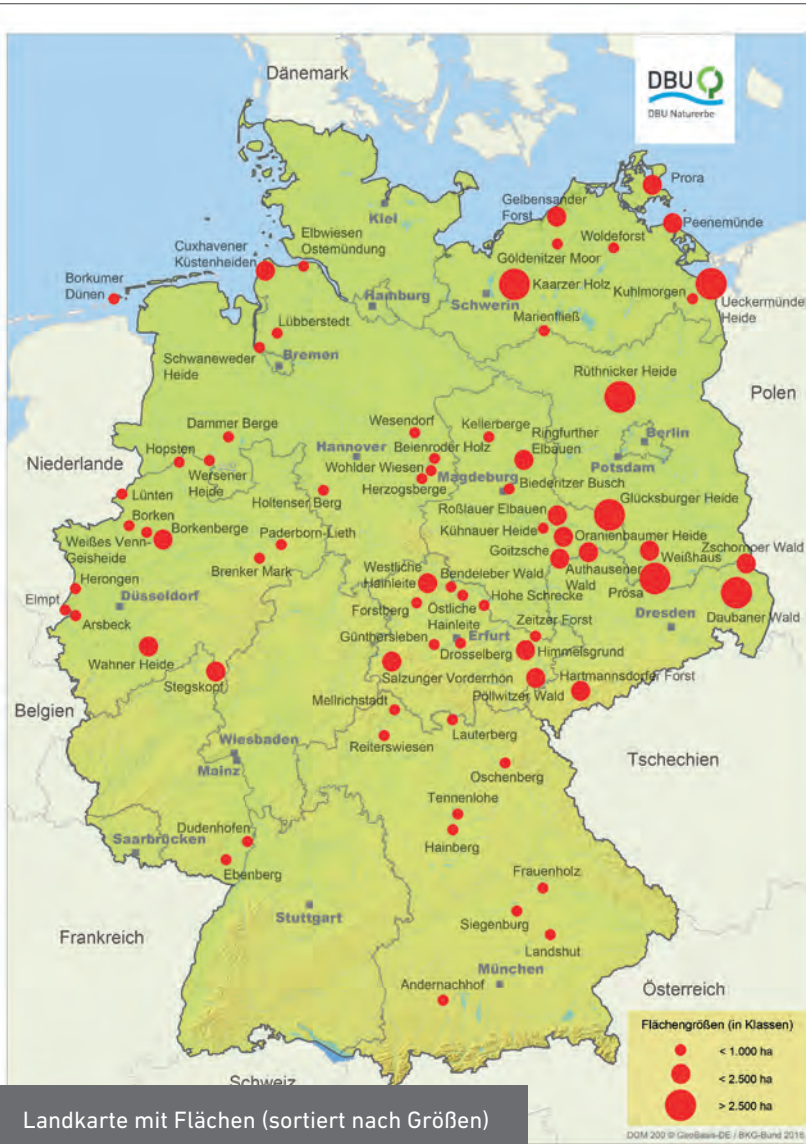 Dänemark
DBU
DBU Naturerbe
Prora
Gelbensander
Forst
Kiel
Peenemünde
Elbwiesen
Ostemündung
Woldeforst
Cuxhavener
Küstenheiden
Göldenitzer Moor
Borkumer
Dünen
Kaarzer Holz
Kuhlmorgen
Hamburg
Schwerin
Ueckermünder
Heide
Marienfließ
Lübberstedt
Schwaneweder
Heide
Bremen
Rüthnicker Heide
Polen
Dammer Berge
Wesendorf
Kellerberge
Ringfurther
Elbauen
Berlin
Hopsten
Hannover
Beienroder Holz
Niederlande
Wersener
Heide
Wohlder Wiesen
Potsdam
Magdeburg
Herzogsberge
Biederitzer Busch
Lünten
Holtenser Berg
Glücksburger Heide
Roßlauer Elbauen
Borken
Borkenberge
Kühnauer Heide
Oranienbaumer Heide
Weißes Venn-
Geisheide
Paderborn-Lieth
Goitzsche
Weißhaus
Zschornoer Wald
Brenker Mark
Westliche
Hainleite
Bendeleber Wald
Authausener
Wald
Herongen
Hohe Schrecke
Prösa
Elmpt
Düsseldorf
Forstberg
Östliche
Hainleite
Arsbeck
Daubaner Wald
Dresden
Zeitzer Forst
Günthersleben
Erfurt
Drosselberg
Himmelsgrund
Wahner Heide
Stegskopf
Salzunger Vorderrhön
Hartmannsdorfer Forst
Pöllwitzer Wald
Mellrichstadt
Belgien
Lauterberg
Reiterswiesen
Wiesbaden
Mainz
Tschechien
Oschenberg
Tennenlohe
Dudenhofen
Saarbrücken
Hainberg
Ebenberg
Frauenholz
Stuttgart
Siegenburg
Frankreich
Landshut
München
Andernachhof
Österreich
Flächengrößen (in Klassen)
< 1.000 ha
< 2.500 ha
> 2.500 ha
Schweiz
Landkarte mit Flächen (sortiert nach Größen)
DGM 200 © GeoBasis-DE / BKG-Bund 2016